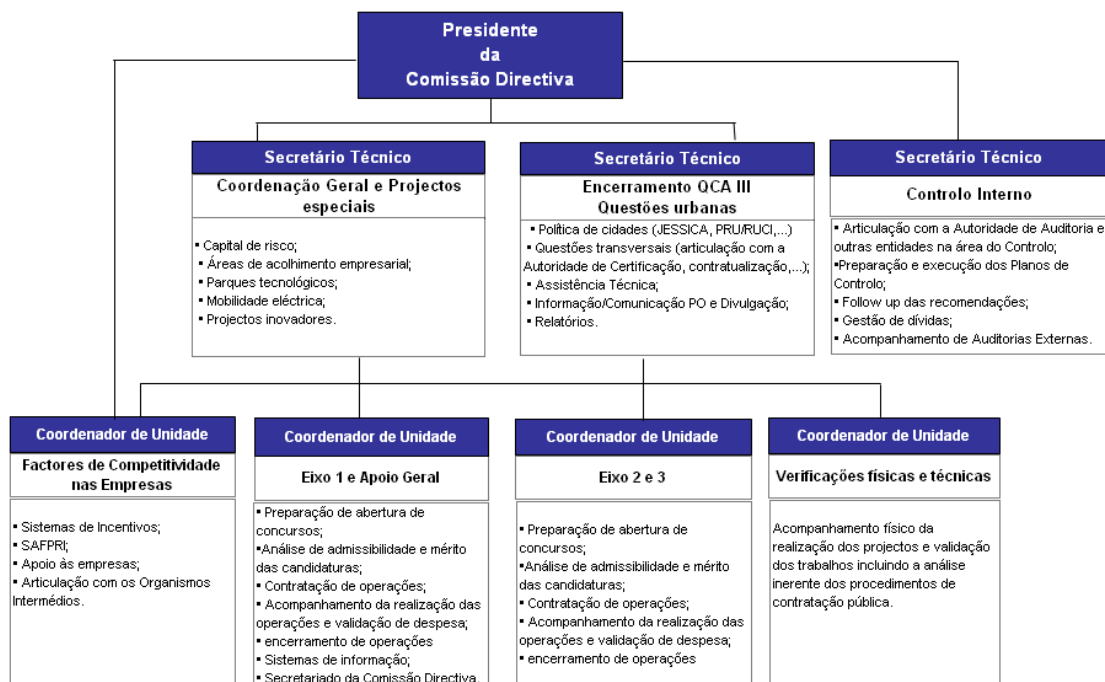 Presidente
da
Comissão Directiva
Secretário Técnico
Coordenação Geral e Projectos
especiais
▪ Capital de risco;
▪ Áreas de acolhimento empresarial;
▪ Parques tecnológicos;
▪ Mobilidade eléctrica;
▪ Projectos inovadores.
Secretário Técnico
Encerramento QCA III
Questões urbanas
▪ Política de cidades (JESSICA, PRU/RUCI,...)
▪ Questões transversais (articulação com a
Autoridade de Certificação, contratualização,...);
▪ Assistência Técnica;
▪ Informação/Comunicação PO e Divulgação;
▪ Relatórios.
Secretário Técnico
Controlo Interno
▪ Articulação com a Autoridade de Auditoria e
outras entidades na área do Controlo;
▪Preparação e execução dos Planos de
Controlo;
▪ Follow up das recomendações;
▪ Gestão de dívidas;
▪ Acompanhamento de Auditorias Externas.
Coordenador de Unidade
Factores de Competitividade
nas Empresas
▪ Sistemas de Incentivos;
▪ SAFPRI;
▪ Apoio às empresas;
▪ Articulação com os Organismos
Intermédios.
Coordenador de Unidade
Eixo 1 e Apoio Geral
▪ Preparação de abertura de
concursos;
▪Análise de admissibilidade e mérito
das candidaturas;
▪ Contratação de operações;
▪ Acompanhamento da realização das
operações e validação de despesa;
▪ encerramento de operações
▪ Sistemas de informação;
▪ Secretariado da Comissão Directiva.
Coordenador de Unidade
Eixo 2 e 3
▪ Preparação de abertura de
concursos;
▪Análise de admissibilidade e mérito
das candidaturas;
▪ Contratação de operações;
▪ Acompanhamento da realização das
operações e validação de despesa;
▪ encerramento de operações
Coordenador de Unidade
Verificações físicas e técnicas
Acompanhamento físico da
realização dos projectos e validação
dos trabalhos incluindo a análise
inerente dos procedimentos de
contratação pública.